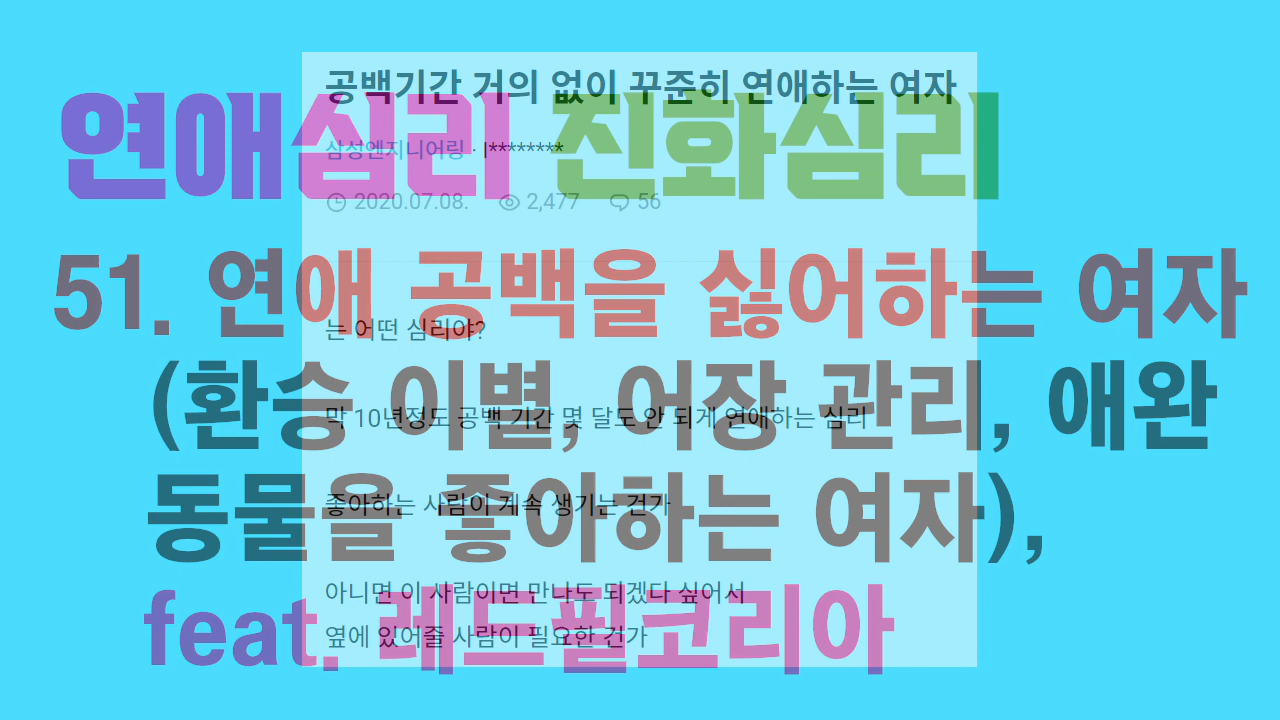 공백기간 거의 없이 꾸준히 연애하는 여자
연애심리 진화심리
삼성엔지니어링 · l********
2020.07.08. 2,477 56
51. 연애 공백을 싫어하는 여자
는 어떤 심리야?
(환승 이별, 어장 관리, 애완
막 10년정도 공백 기간 몇 달도 안 되게 연애하는 심리
동물을 좋아하는 여자),
좋아하는 사람이 계속 생기는 건가
feat. 레드필코리아
아니면 이 사람이면 만나도 되겠다 싶어서
옆에 있어줄 사람이 필요한 건가